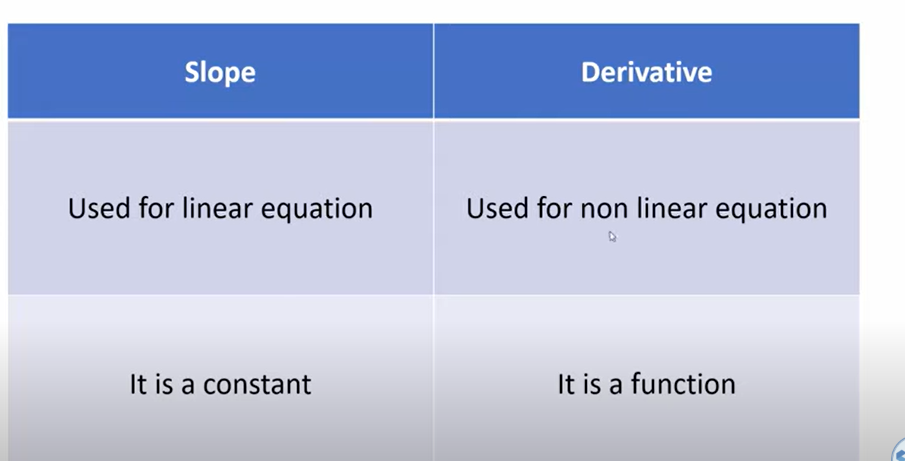 Slope
Derivative
Used for linear equation
Used for non linear equation
It is a constant
It is a function